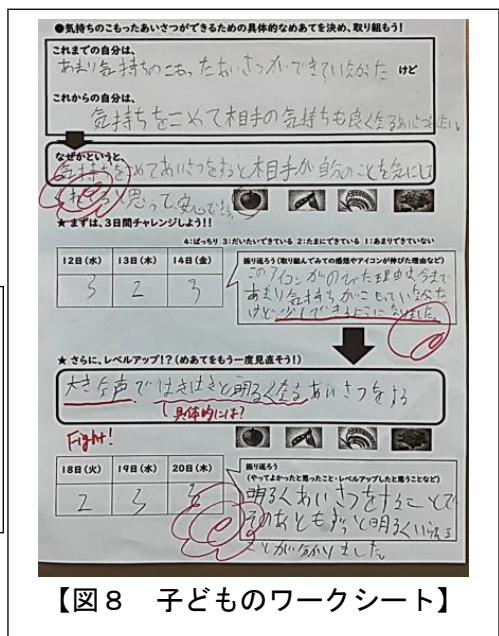 ●気持ちのこもったあいさつができるための具体的なめあてを決め、取り組もう！
これまでの自分は、
あまり気持ちのこもったあいさつができていなかった けど
これからの自分は、
気持ちをこめて相手の気持ちも良くなるあいさつをしたい。
なぜかというと、
気持ちをこめてあいさつをすると相手が自分のことを気にして
くれてると思って、安心できる。
★ まずは、3日間チャレンジしよう！！
4：ばっちり 3：だいたいできている 2：たまにできている 1：あまりできていない
12日（水） 13日（木） 14日（金）
3 2 3
振り返ろう（取り組んでみての感想やアイコンが伸びた理由など）
このアイコンがのびた理由は、今まで
あまり気持ちがこもっていなかった
けど少しできるようになりました。
★ さらに、レベルアップ！？（めあてをもう一度見直そう！）
大きな声ではきはきと明るくなるあいさつをする
具体的には？
Fight!
18日（火） 19日（水） 20日（木）
2 3
振り返ろう
（やってよかったと思ったこと・レベルアップしたと思うことなど）
明るくあいさつをすることで
そのあともずっと明るくいられる
ことが分かりました。
【図８ 子どものワークシート】